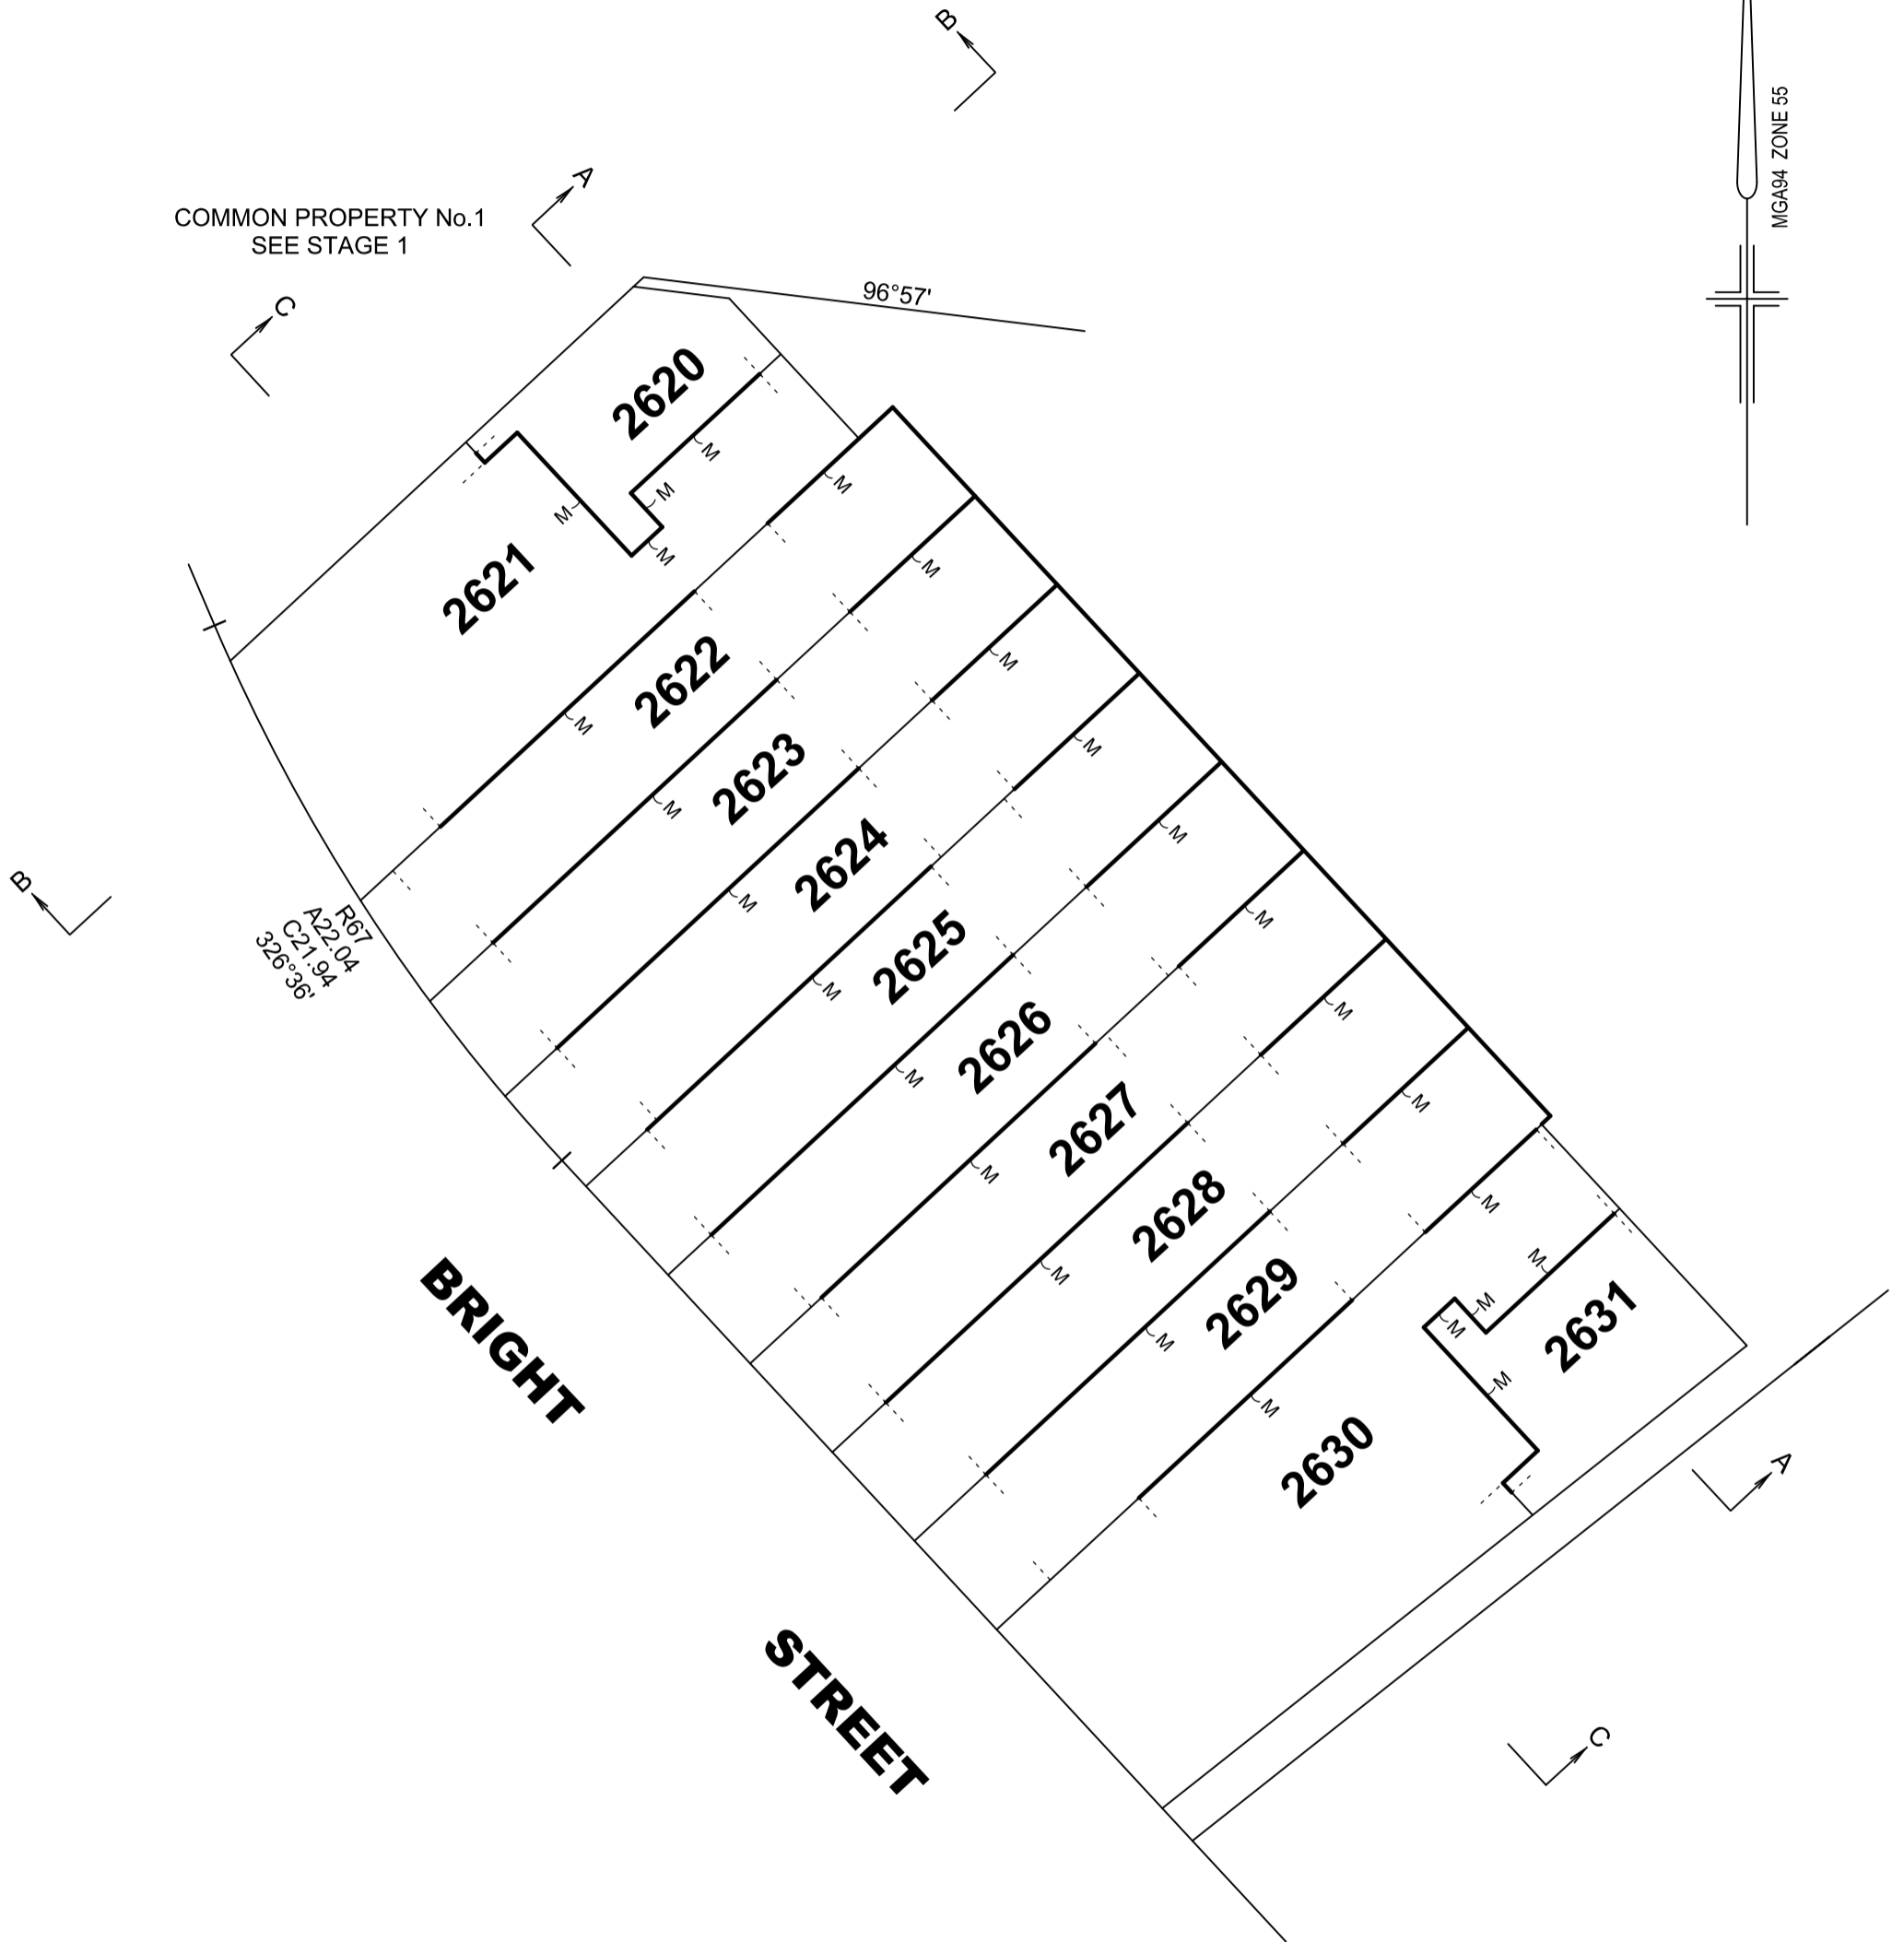 B
MGA94 ZONE 55
A
COMMON PROPERTY No.1
SEE STAGE 1
C
96°57'
2620
M
M
M
M
M
2621
M
M
2622
M
M
2623
M
M
2624
M
M
2625
M
M
2626
M
M
2627
M
M
2628
M
M
2629
M
M
2630
M
M
M
M
2631
B
R67
A22.04
C21.94
326°36'
BRIGHT
STREET
A
C